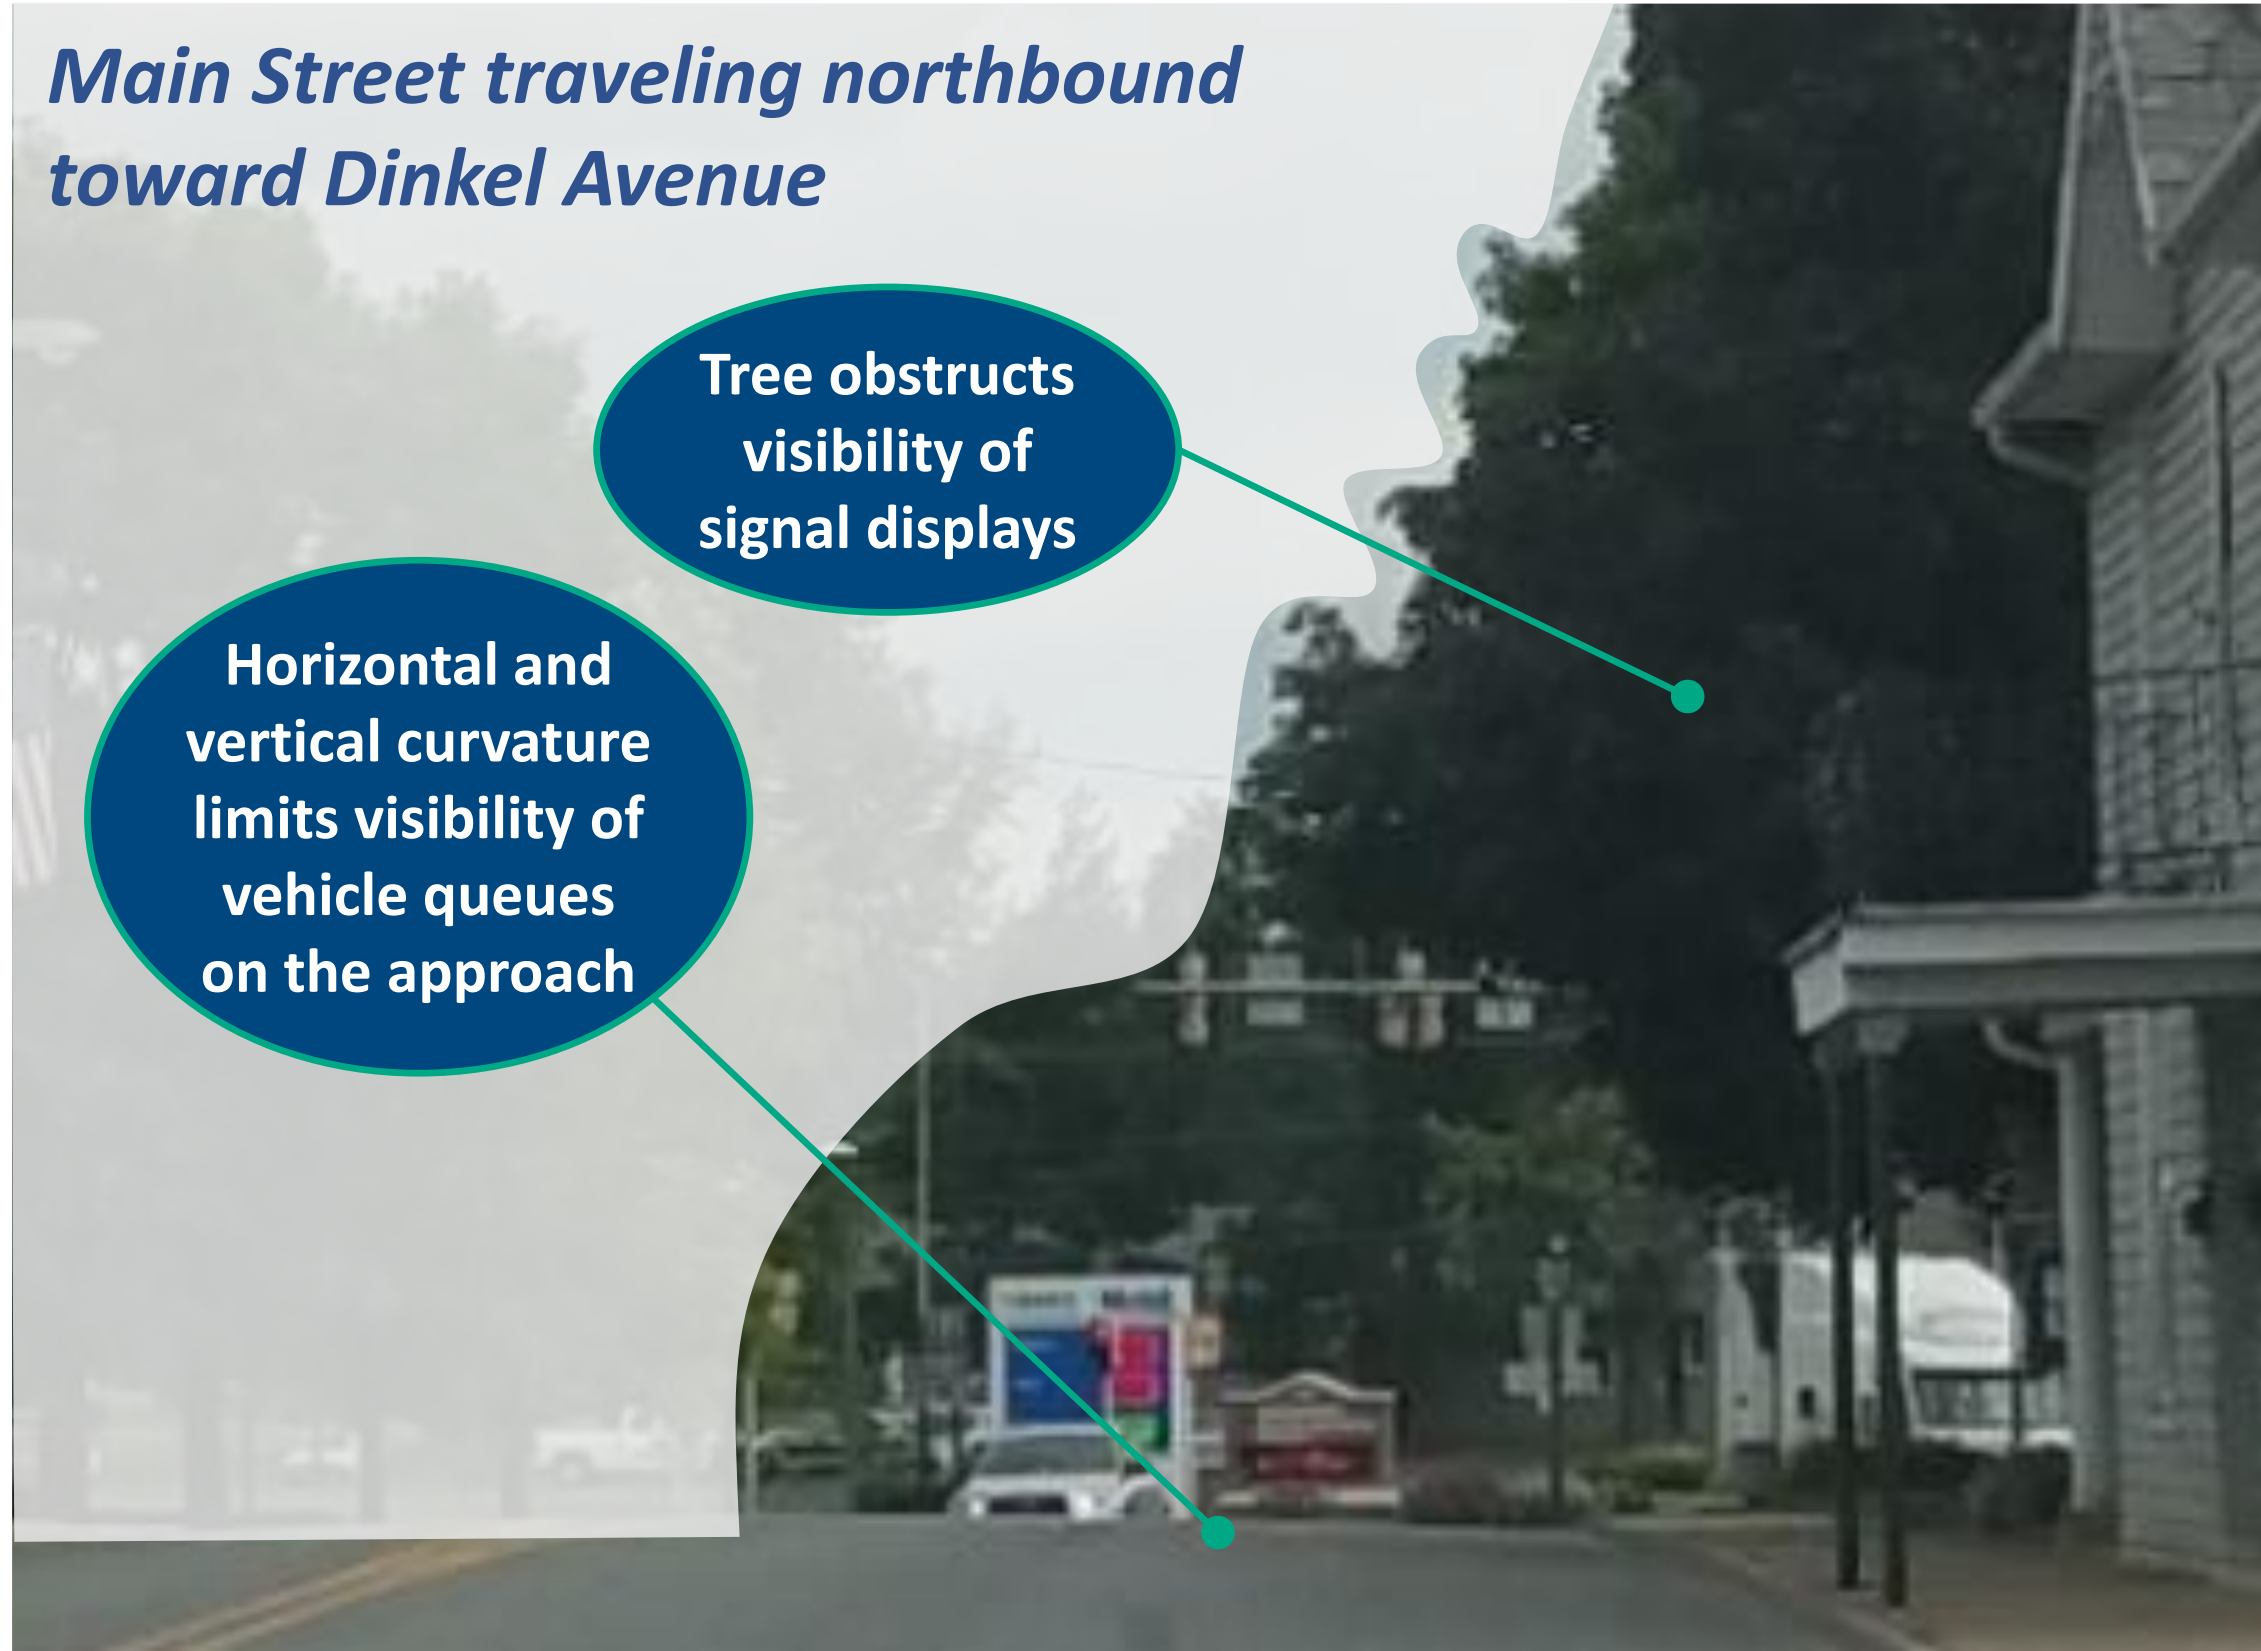 Main Street traveling northbound
toward Dinkel Avenue
Tree obstructs
visibility of
signal displays
Horizontal and
vertical curvature
limits visibility of
vehicle queues
on the approach